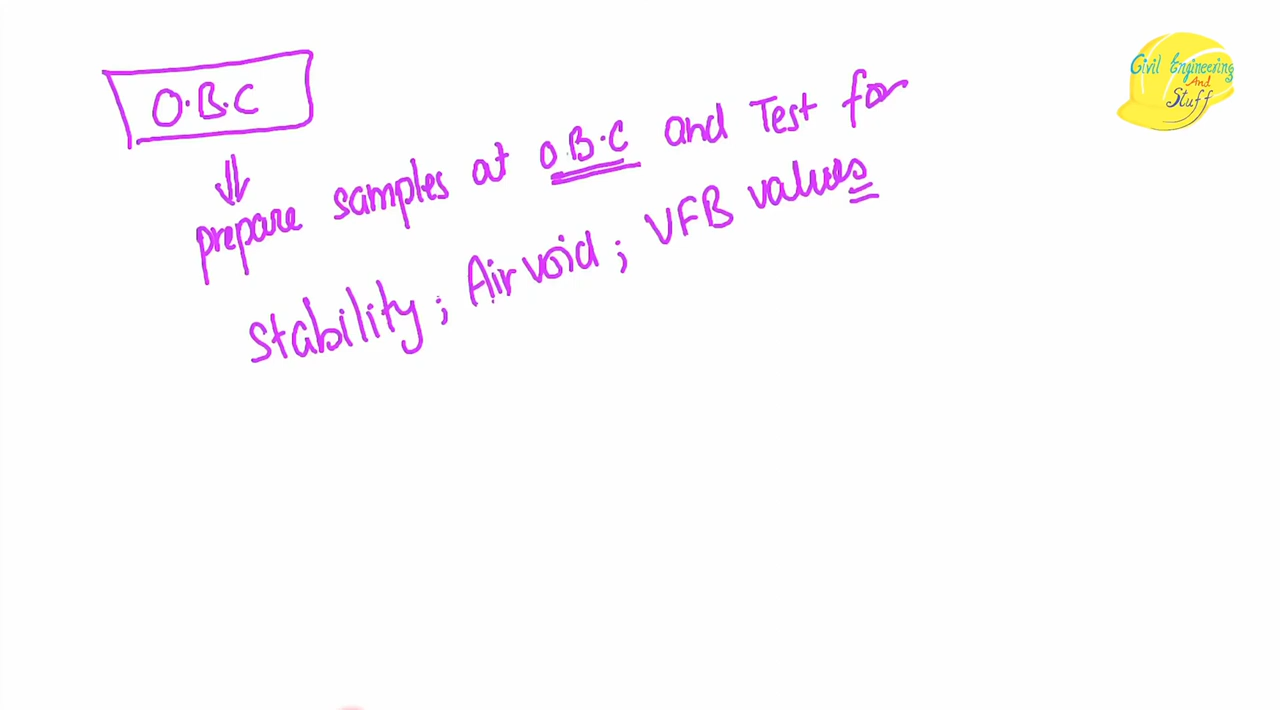 O.B.C
prepare samples at O.B.C and Test for
Stability; Air void; VFB values
Civil Engineering
And
Stuff